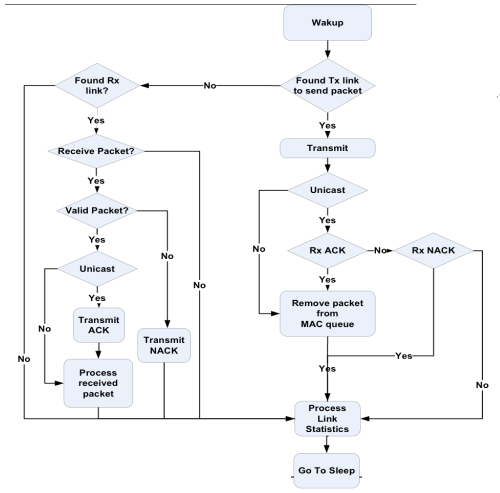 Wakup
Found Rx
link?
No
Found Tx link
to send packet
Yes
Yes
Receive Packet?
Transmit
Yes
Unicast
Valid Packet?
Yes
Yes
No
No
Rx ACK
No
Rx NACK
Unicast
No
Yes
Yes
Remove packet
from
MAC queue
No
Transmit
ACK
Transmit
NACK
No
Yes
Yes
No
Process
received
packet
Process
Link
Statistics
Go To Sleep